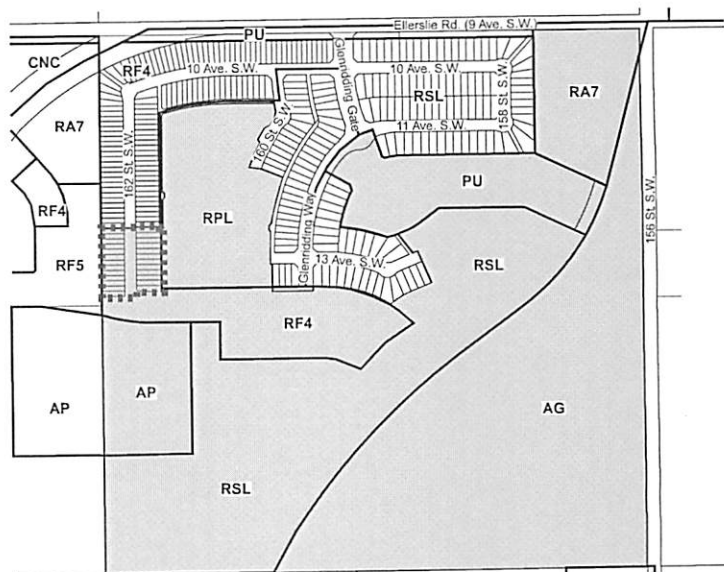 Ellerslie Rd. (9 Ave. S.W.)
PU
CNC
RF4
10 Ave. S.W.
Glenridding Gate
10 Ave. S.W.
RSL
158 St. S.W.
RA7
RA7
160 St. S.W.
11 Ave. S.W.
162 St. S.W.
PU
RF4
RPL
Glenridding Way
156 St. S.W.
RF5
13 Ave. S.W.
RSL
RF4
AP
AP
AG
RSL